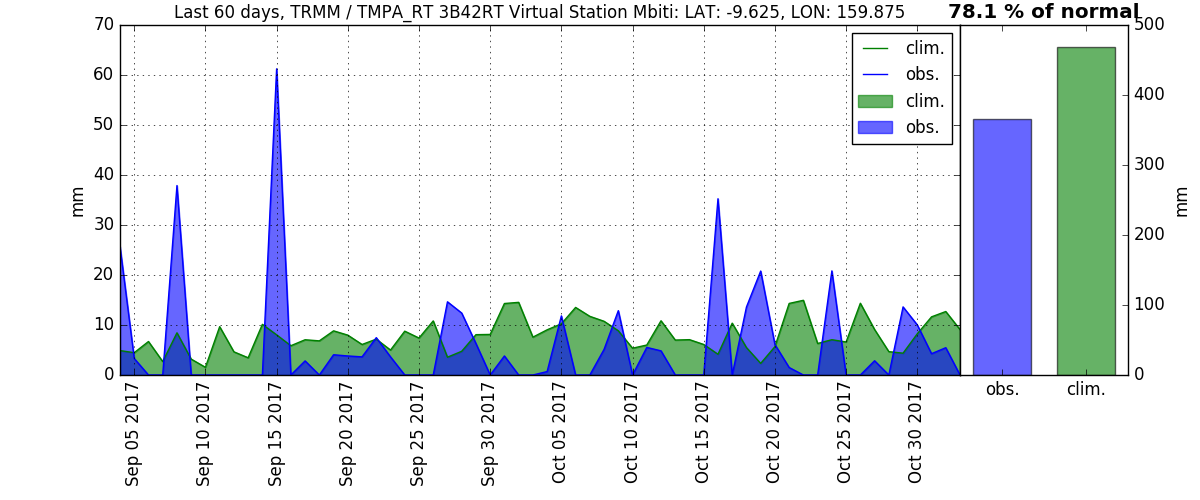 Last 60 days, TRMM / TMPA_RT 3B42RT Virtual Station Mbiti: LAT: -9.625, LON: 159.875
78.1 % of normal
70
60
50
40
30
20
10
0
mm
clim.
obs.
clim.
obs.
Sep 05 2017
Sep 10 2017
Sep 15 2017
Sep 20 2017
Sep 25 2017
Sep 30 2017
Oct 05 2017
Oct 10 2017
Oct 15 2017
Oct 20 2017
Oct 25 2017
Oct 30 2017
500
400
300
200
100
0
mm
obs.
clim.